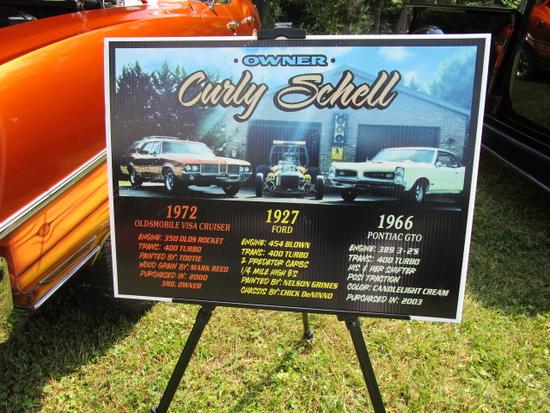 • OWNER •
Curly Schell
1972
OLDSMOBILE VISA CRUISER
ENGINE: 350 OLDS ROCKET
TRANS: 400 TURBO
PAINTED BY: TOOTIE
WOOD GRAIN BY: MARK REED
PURCHASED IN: 2000
3RD. OWNER
1927
FORD
ENGINE: 454 BLOWN
TRANS: 400 TURBO
2 PREDATOR CARBS
1/4 MILE HIGH 8'S
PAINTED BY: NELSON GRIMES
CHASSIS BY: CHICK DeNINNO
1966
PONTIAC GTO
ENGINE: 389 3-2'S
TRANS: 400 TURBO
HIS & HER SHIFTER
POSI TRACTION
COLOR: CANDLELIGHT CREAM
PURCHASED IN: 2003